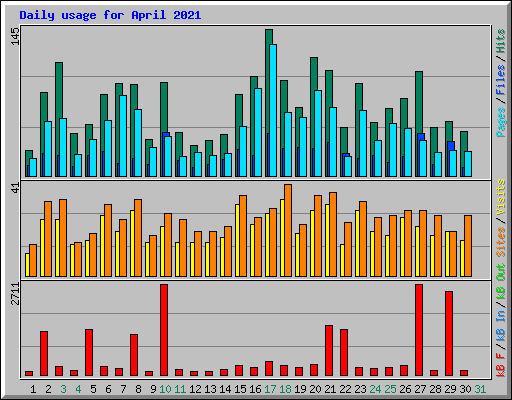 Daily usage for April 2021
145
Pages / Files / Hits
41
Sites / Visits
2711
kB F / kB In / kB Out
1 2 3 4 5 6 7 8 9 10 11 12 13 14 15 16 17 18 19 20 21 22 23 24 25 26 27 28 29 30 31